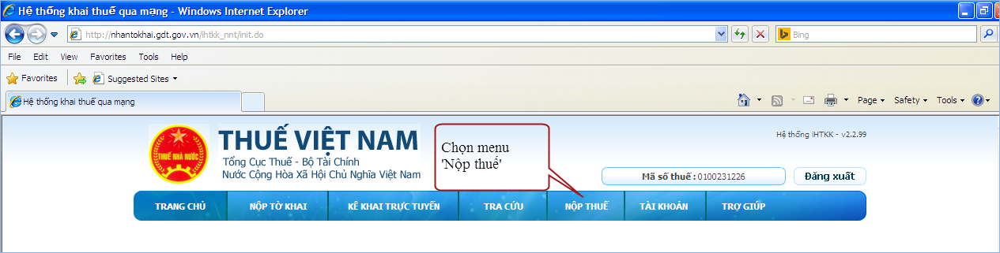 Hệ thống khai thuế qua mạng - Windows Internet Explorer
http://nhantokhai.gdt.gov.vn/ihtkk_nnt/init.do
Bing
File Edit View Favorites Tools Help
Favorites Suggested Sites
Hệ thống khai thuế qua mạng
Page Safety Tools
THUẾ NHÀ NƯỚC
THUẾ VIỆT NAM
Tổng Cục Thuế - Bộ Tài Chính
Nước Cộng Hòa Xã Hội Chủ Nghĩa Việt Nam
Chọn menu
'Nộp thuế'
Hệ thống iHTKK - v2.2.99
Mã số thuế : 0100231226
Đăng xuất
TRANG CHỦ NỘP TỜ KHAI KÊ KHAI TRỰC TUYẾN TRA CỨU NỘP THUẾ TÀI KHOẢN TRỢ GIÚP